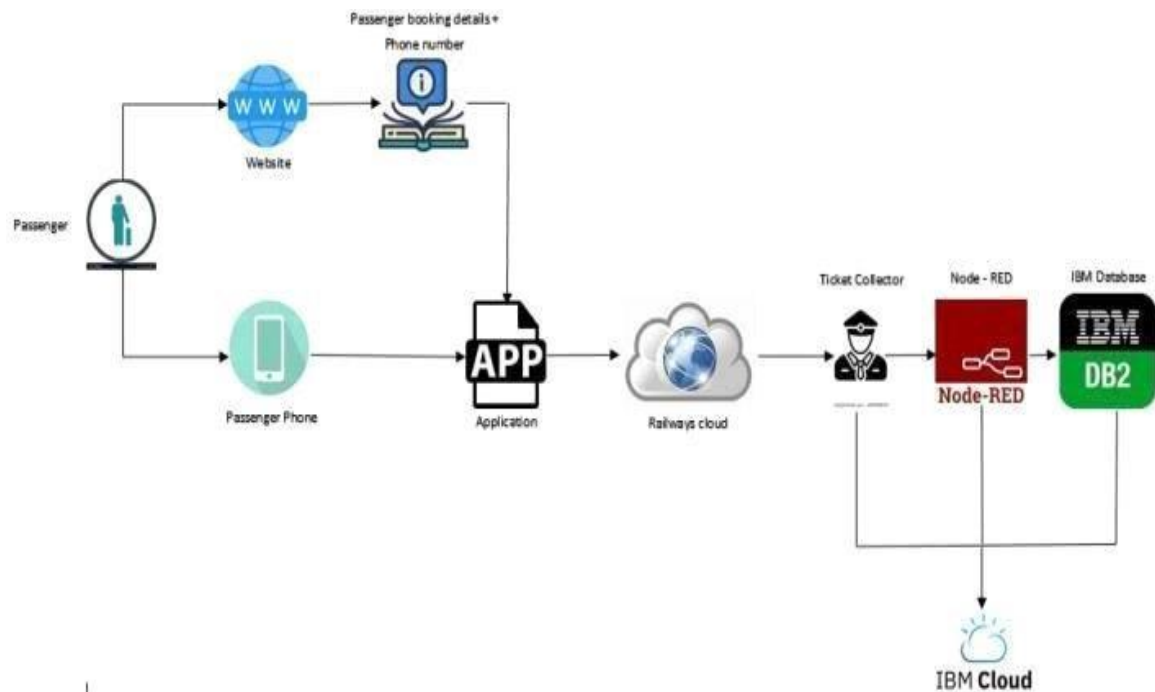 Passenger booking details +
Phone number
W W W
Website
Passenger
Passenger Phone
APP
Application
Railways cloud
Ticket Collector
Node - RED
Node-RED
IBM Database
IBM
DB2
IBM Cloud